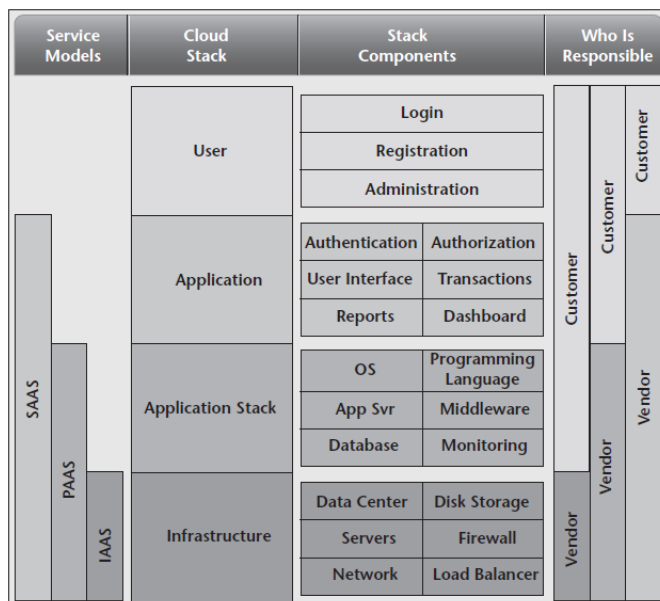 Service
Models
Cloud
Stack
Stack
Components
Who Is
Responsible
User
Login
Registration
Administration
Customer
Customer
Customer
SAAS
Application
Authentication
Authorization
User Interface
Transactions
Reports
Dashboard
Vendor
PAAS
Application Stack
OS
Programming
Language
App Svr
Middleware
Database
Monitoring
Vendor
IAAS
Infrastructure
Data Center
Disk Storage
Servers
Firewall
Network
Load Balancer
Vendor